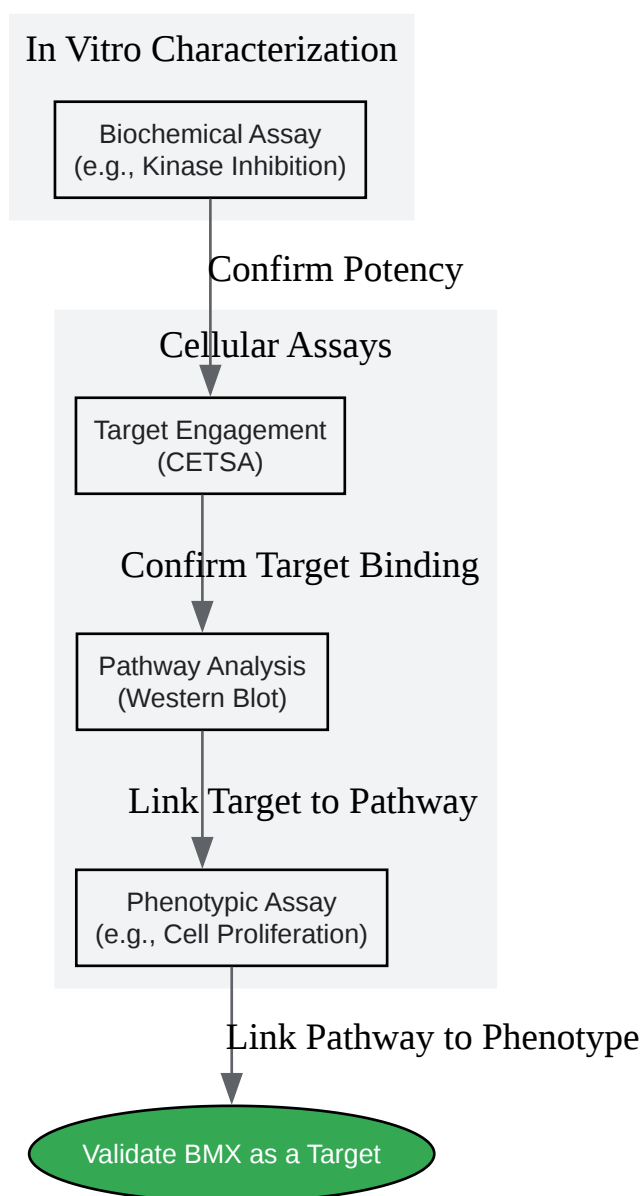 In Vitro Characterization
Biochemical Assay
(e.g., Kinase Inhibition)
Confirm Potency
Cellular Assays
Target Engagement
(CETSA)
Confirm Target Binding
Pathway Analysis
(Western Blot)
Link Target to Pathway
Phenotypic Assay
(e.g., Cell Proliferation)
Link Pathway to Phenotype
Validate BMX as a Target